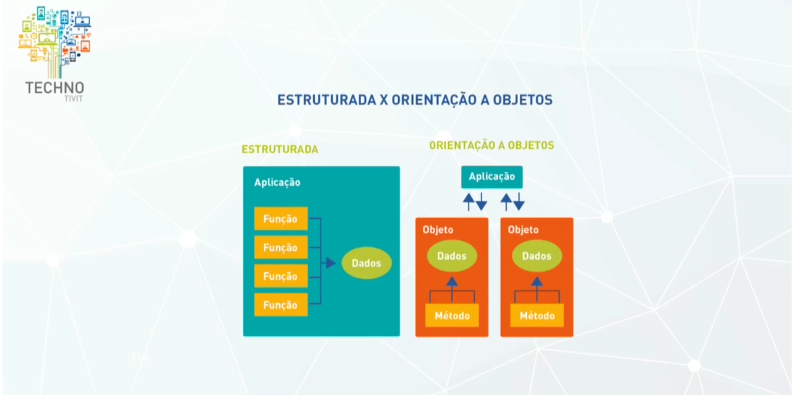 TECHNO
TIVIT
ESTRUTURADA X ORIENTAÇÃO A OBJETOS
ESTRUTURADA
Aplicação
Função
Função
Função
Função
Dados
ORIENTAÇÃO A OBJETOS
Aplicação
Objeto
Dados
Método
Objeto
Dados
Método